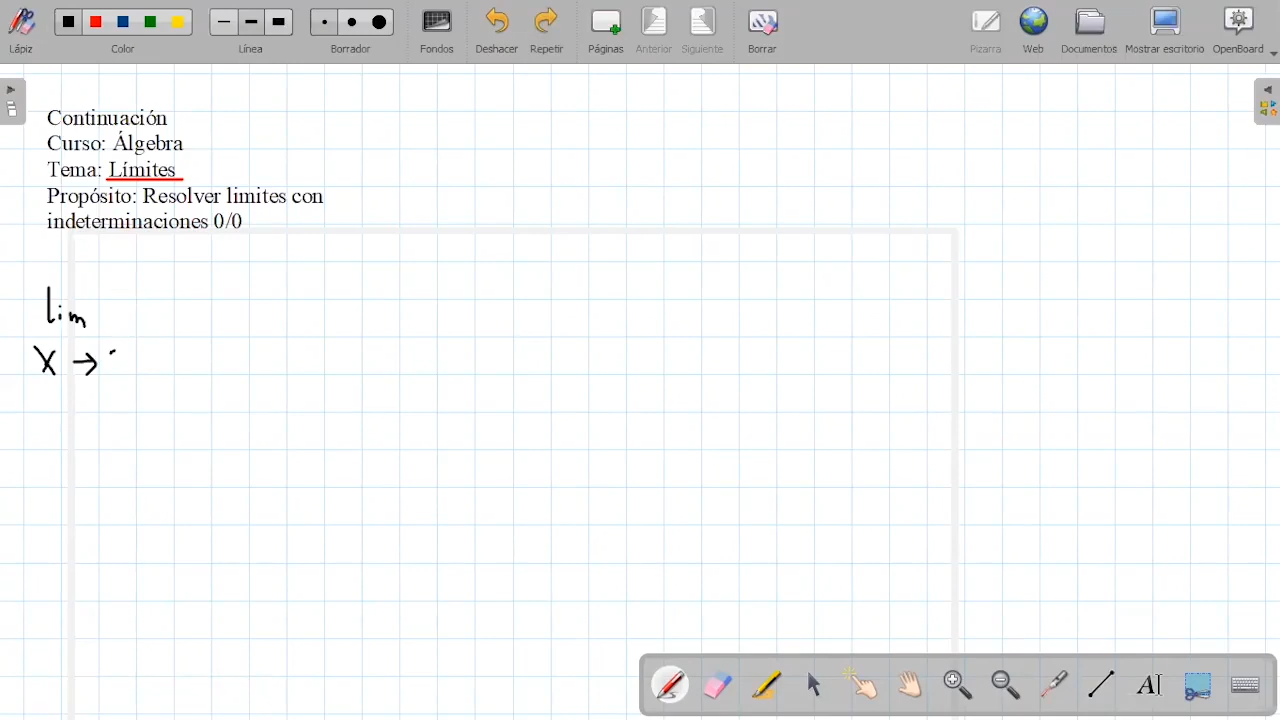 Lápiz
Color
Línea
Borrador
Fondos
Deshacer
Repetir
Páginas
Anterior
Siguiente
Borrar
Pizarra
Web
Documentos
Mostrar escritorio
OpenBoard
Continuación
Curso: Álgebra
Tema: Límites
Propósito: Resolver limites con
indeterminaciones 0/0
lim
X →